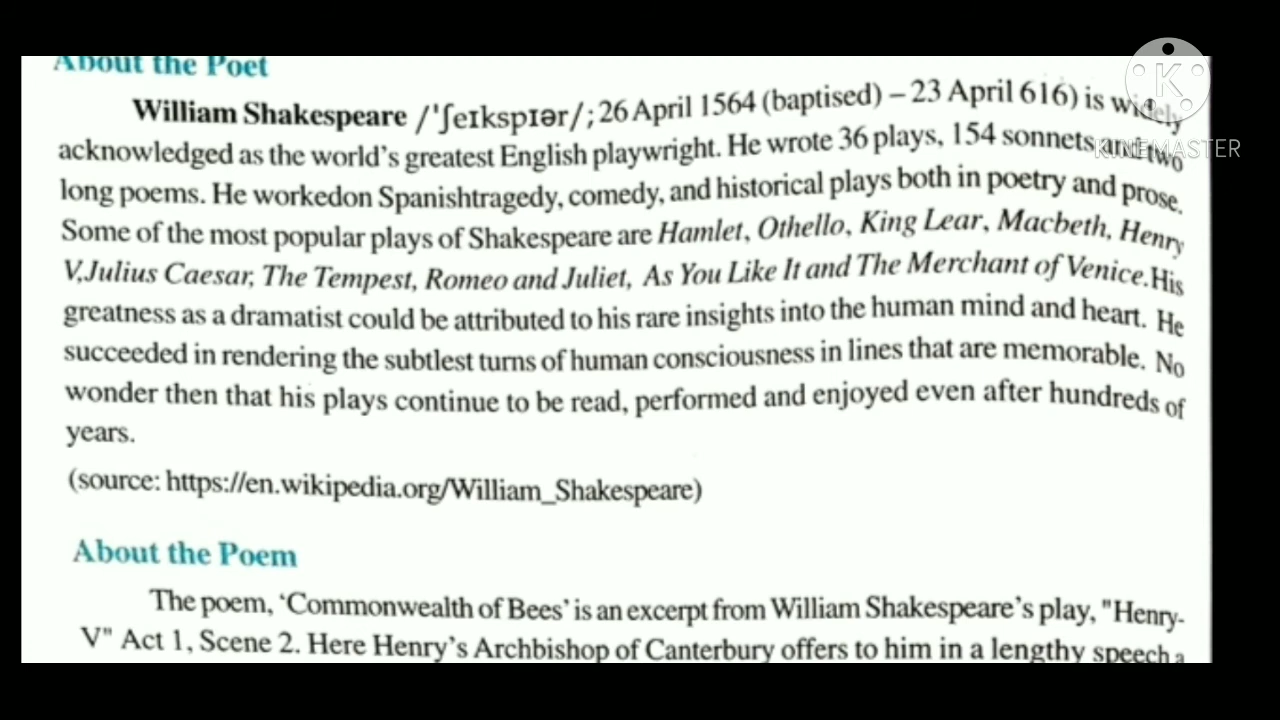 About the Poet
William Shakespeare /ˈʃeɪkspɪər/; 26 April 1564 (baptised) – 23 April 616) is widely
acknowledged as the world's greatest English playwright. He wrote 36 plays, 154 sonnets and two
long poems. He workedon Spanishtragedy, comedy, and historical plays both in poetry and prose.
Some of the most popular plays of Shakespeare are Hamlet, Othello, King Lear, Macbeth, Henry
V,Julius Caesar, The Tempest, Romeo and Juliet, As You Like It and The Merchant of Venice.His
greatness as a dramatist could be attributed to his rare insights into the human mind and heart. He
succeeded in rendering the subtlest turns of human consciousness in lines that are memorable. No
wonder then that his plays continue to be read, performed and enjoyed even after hundreds of
years.
(source: https://en.wikipedia.org/William_Shakespeare)
About the Poem
The poem, 'Commonwealth of Bees' is an excerpt from William Shakespeare's play, "Henry-
V" Act 1, Scene 2. Here Henry's Archbishop of Canterbury offers to him in a lengthy speech a
K
KINEMASTER